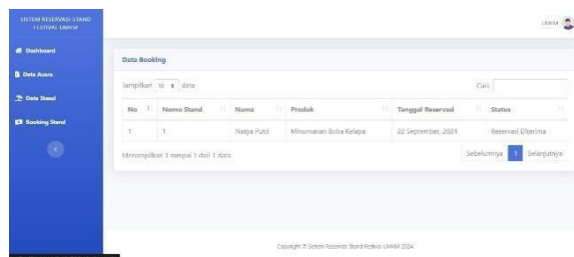 SISTEM RESERVASI STAND
FESTIVAL UMKM
UMKM
Dashboard
Data Acara
Data Stand
Booking Stand
Data Booking
Tampilkan 10 data
Cari:
No Nomo Stand Nama Produk Tanggal Reservasi Status
1 1 Nasya Putri Minumanan Boba Kelapa 22 September, 2024 Reservasi Diterima
Menampilkan 1 sampai 1 dari 1 data
Sebelumnya 1 Selanjutnya
Copyright © Sistem Reservasi Stand Festival UMKM 2024